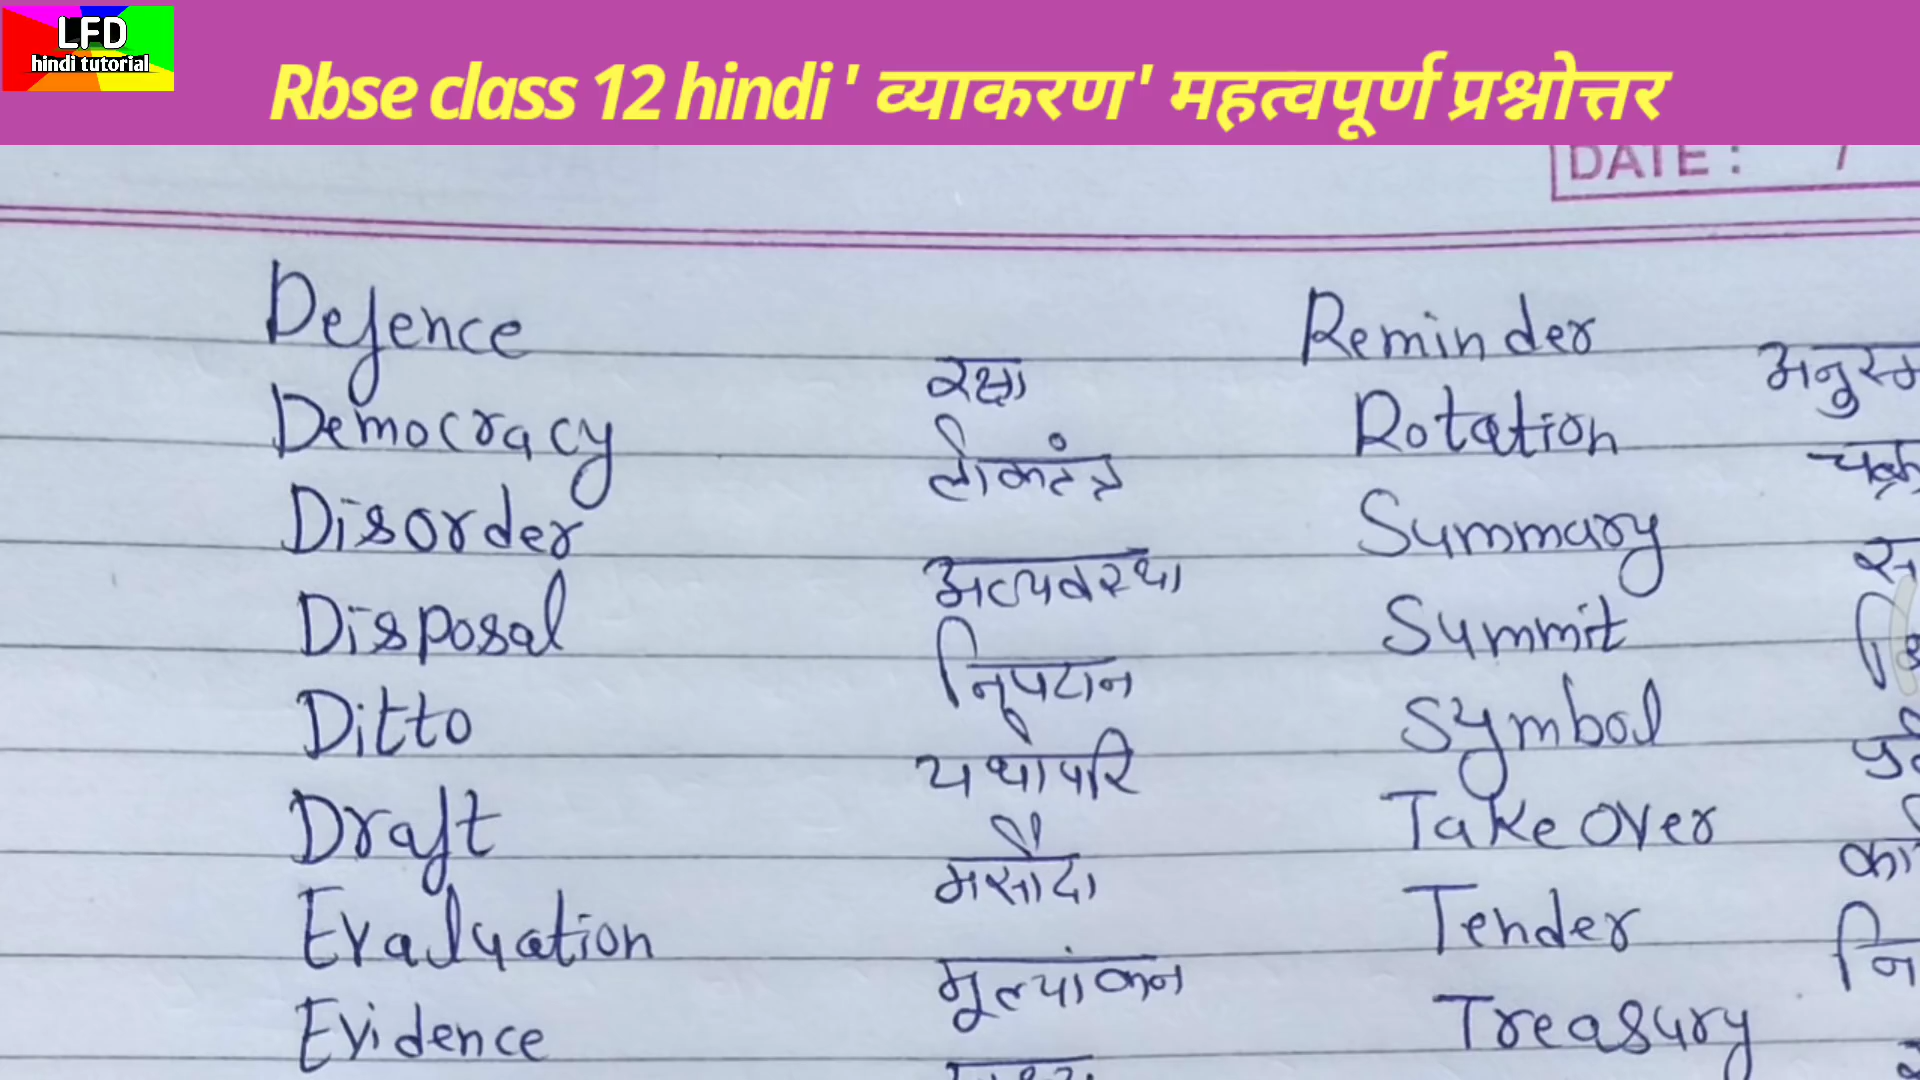 LFD
hindi tutorial
Rbse class 12 hindi ' व्याकरण' महत्वपूर्ण प्रश्नोत्तर
DATE : /
Defence रक्षा Reminder
Democracy लोकतंत्र Rotation
Disorder अव्यवस्था Summary
Disposal निपटान Summit
Ditto यथोपरि Symbol
Draft मसौदा Take over
Evaluation मूल्यांकन Tender
Evidence Treasury